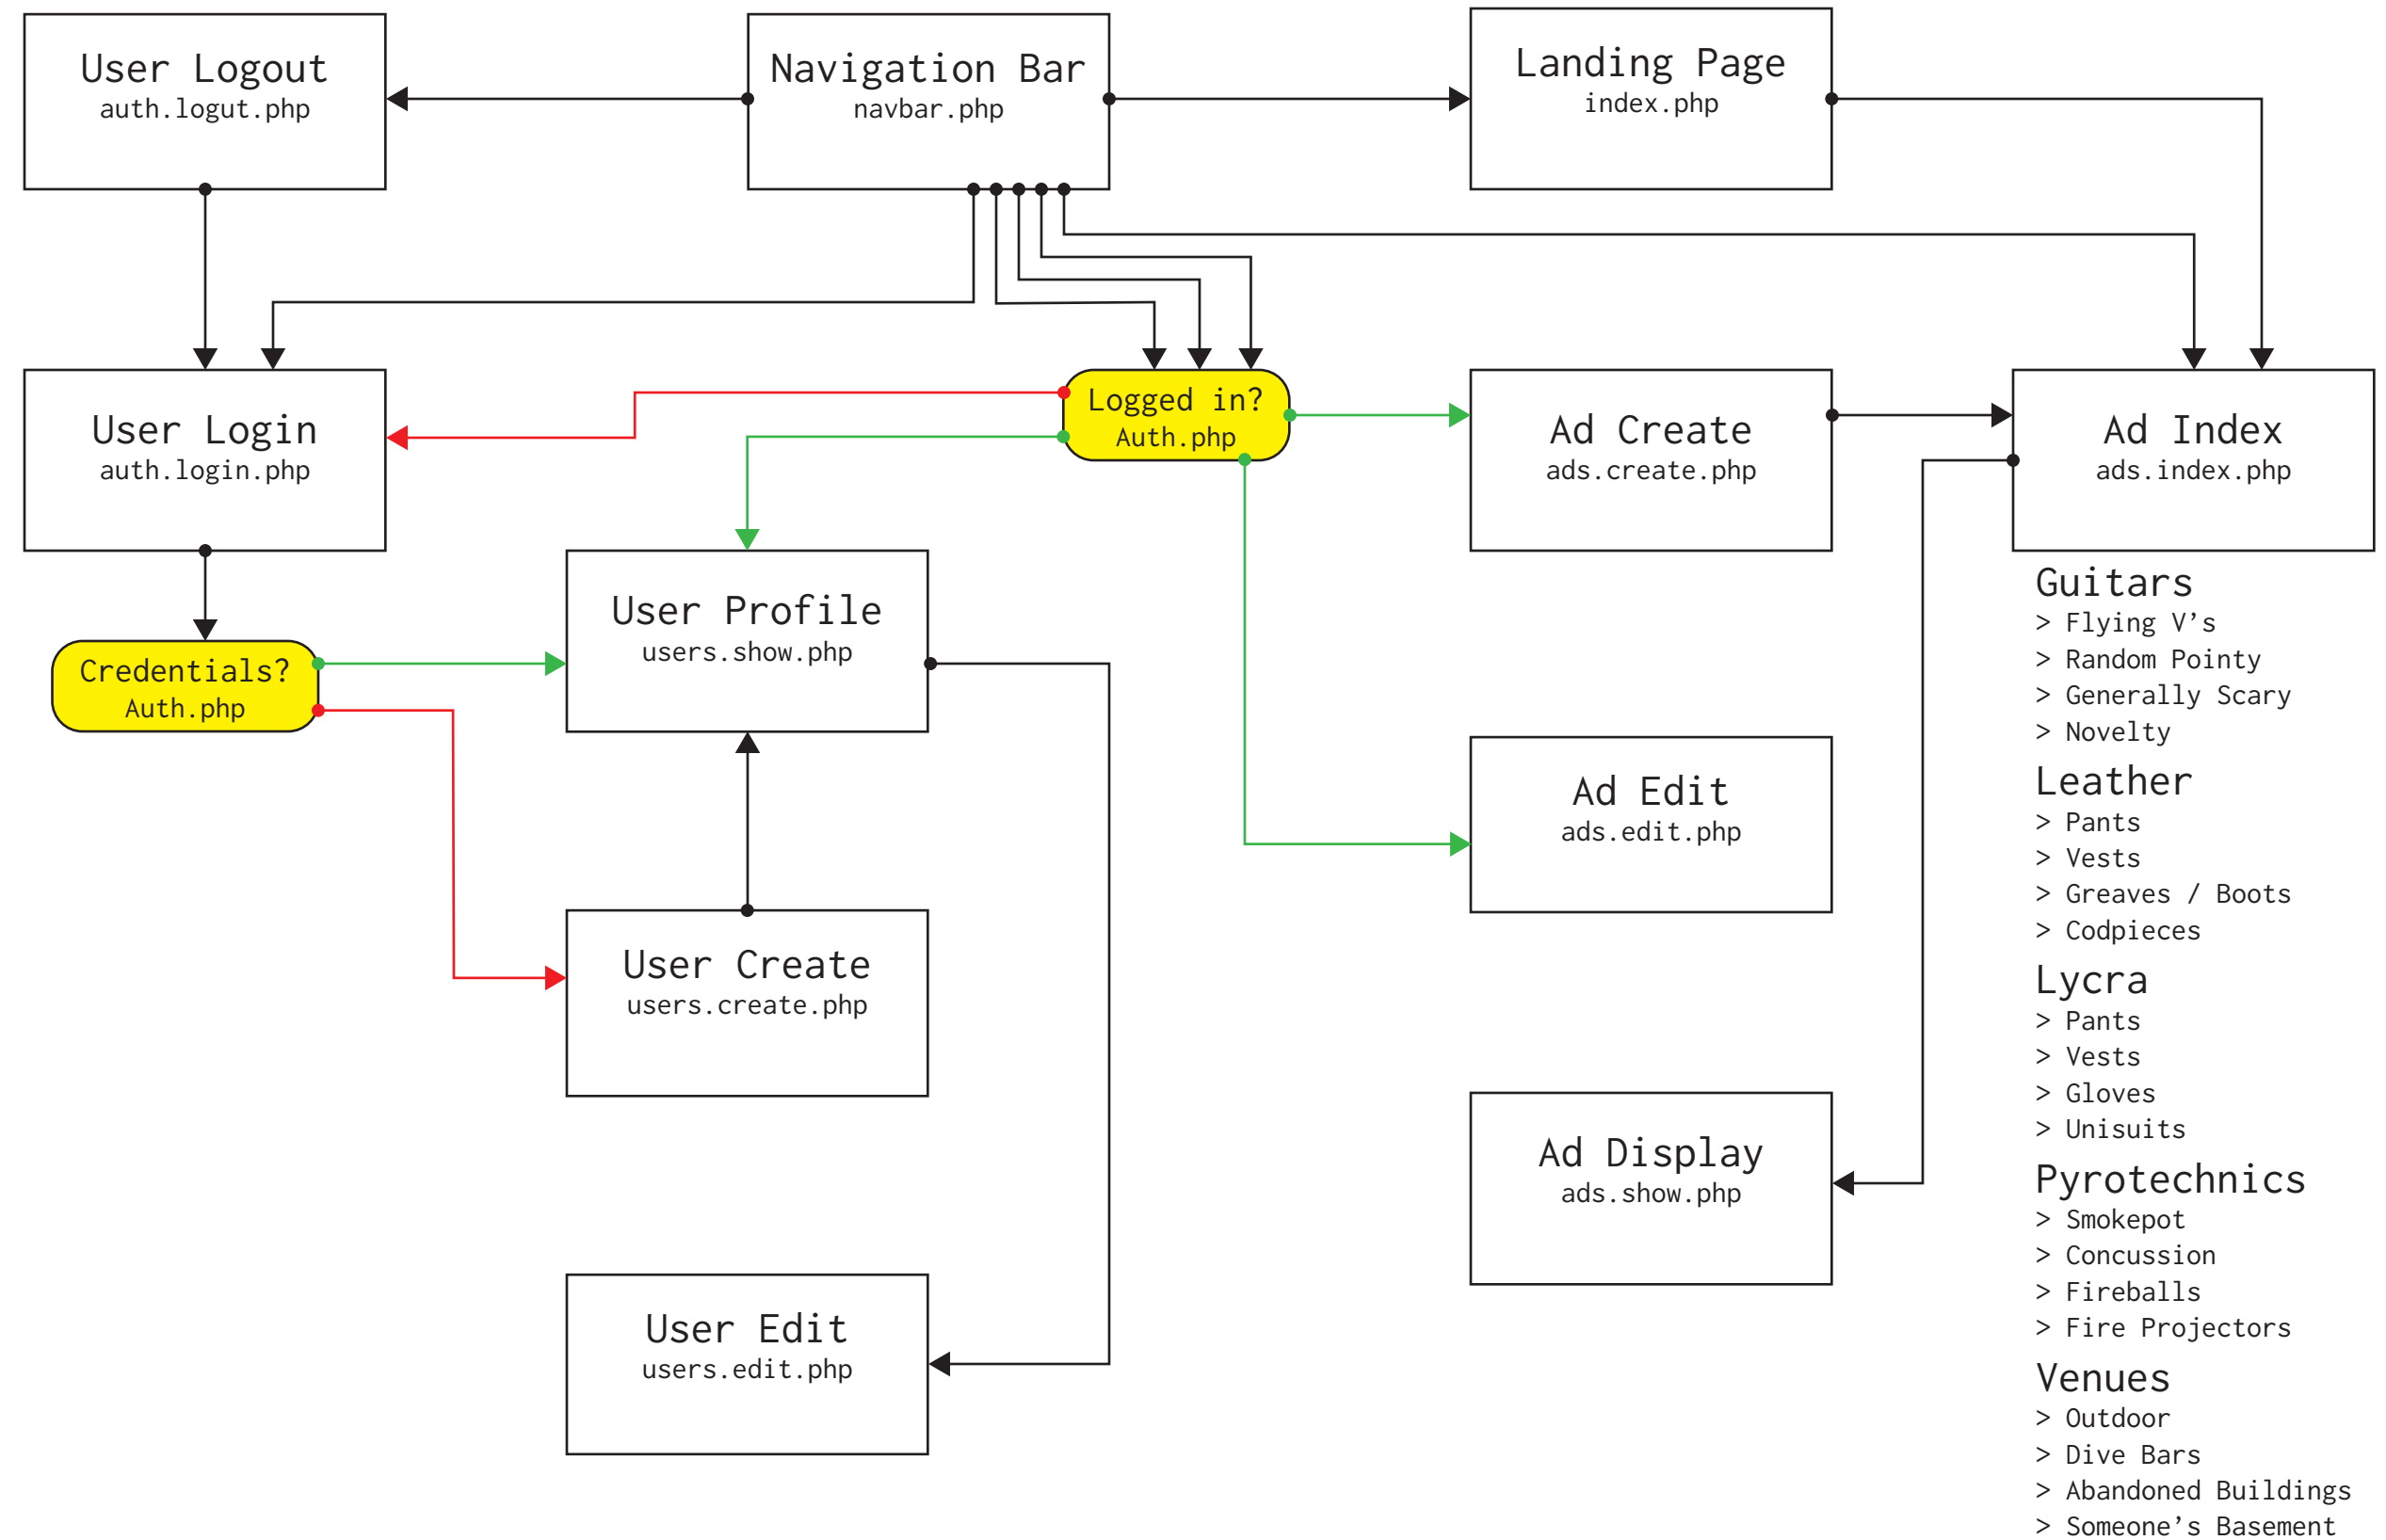 User Logout
auth.logut.php
Navigation Bar
navbar.php
Landing Page
index.php
User Login
auth.login.php
Logged in?
Auth.php
Ad Create
ads.create.php
Ad Index
ads.index.php
Credentials?
Auth.php
User Profile
users.show.php
Ad Edit
ads.edit.php
User Create
users.create.php
Ad Display
ads.show.php
User Edit
users.edit.php
Guitars
> Flying V’s
> Random Pointy
> Generally Scary
> Novelty
Leather
> Pants
> Vests
> Greaves / Boots
> Codpieces
Lycra
> Pants
> Vests
> Gloves
> Unisuits
Pyrotechnics
> Smokepot
> Concussion
> Fireballs
> Fire Projectors
Venues
> Outdoor
> Dive Bars
> Abandoned Buildings
> Someone’s Basement